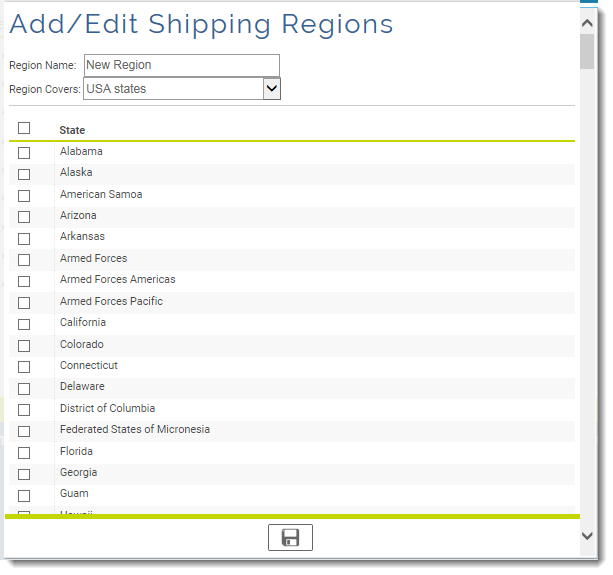 Add/Edit Shipping Regions
Region Name: New Region
Region Covers: USA states
State
Alabama
Alaska
American Samoa
Arizona
Arkansas
Armed Forces
Armed Forces Americas
Armed Forces Pacific
California
Colorado
Connecticut
Delaware
District of Columbia
Federated States of Micronesia
Florida
Georgia
Guam
Hawaii